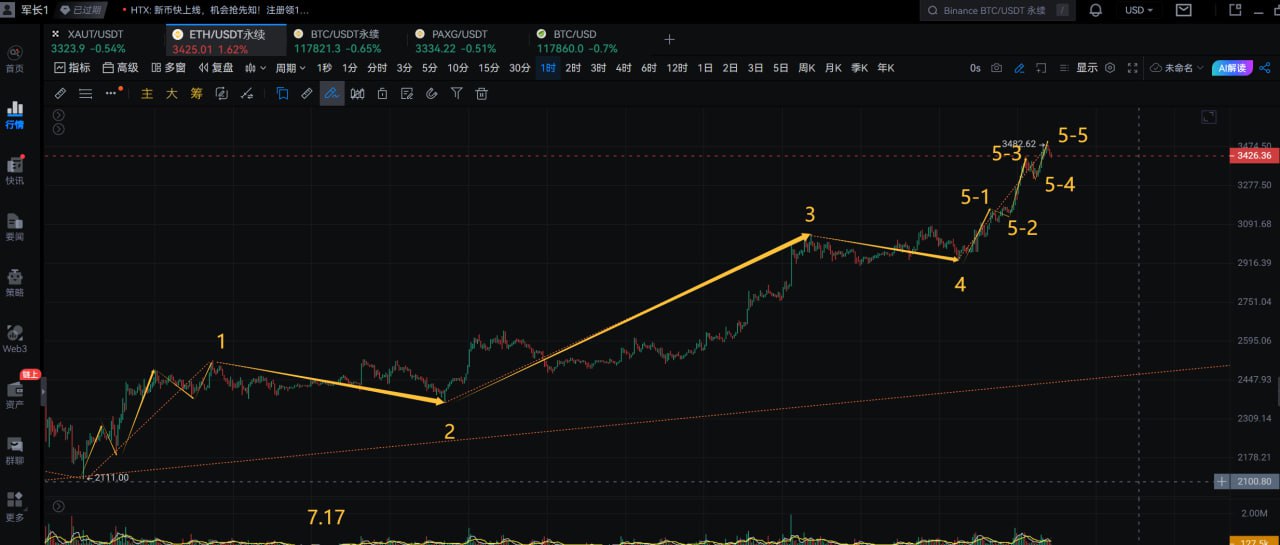 军长1 已过期 HTX: 新币快上线，机会抢先知！注册领1... Binance BTC/USDT 永续 / USD
XAUT/USDT
3323.9 -0.54%
ETH/USDT永续
3425.01 1.62%
BTC/USDT永续
117821.3 -0.65%
PAXG/USDT
3334.22 -0.51%
BTC/USD
117860.0 -0.7%
指标 高级 多窗 复盘 周期 1秒 1分 分时 3分 5分 10分 15分 30分 1时 2时 3时 4时 6时 12时 1日 2日 3日 5日 周K 月K 季K 年K 0s 显示 未命名 AI解读
主 大 筹
首页
行情
快讯
要闻
策略
Web3
链上
资产
群聊
更多
5-5
3482.62
5-3
5-4
5-1
5-2
3
4
1
2
2111.00
7.17
3474.50
3426.36
3277.50
3091.68
2916.39
2751.04
2595.06
2447.93
2309.14
2178.21
2100.80
2.00M
127.5k